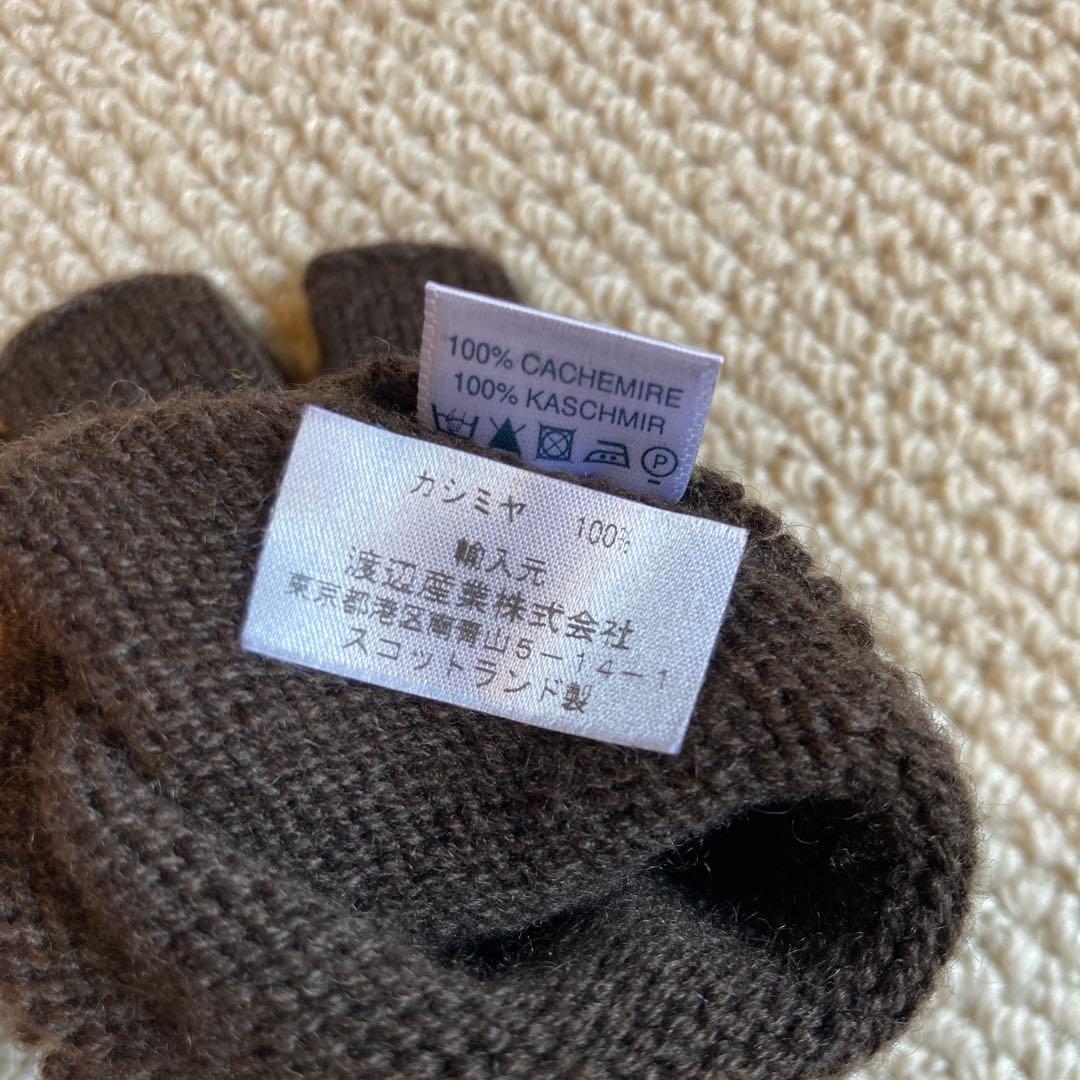 100% CACHEMIRE
100% KASCHMIR
P
カシミヤ 100%
輸入元
渡辺産業株式会社
東京都港区南青山5-14-1
スコットランド製